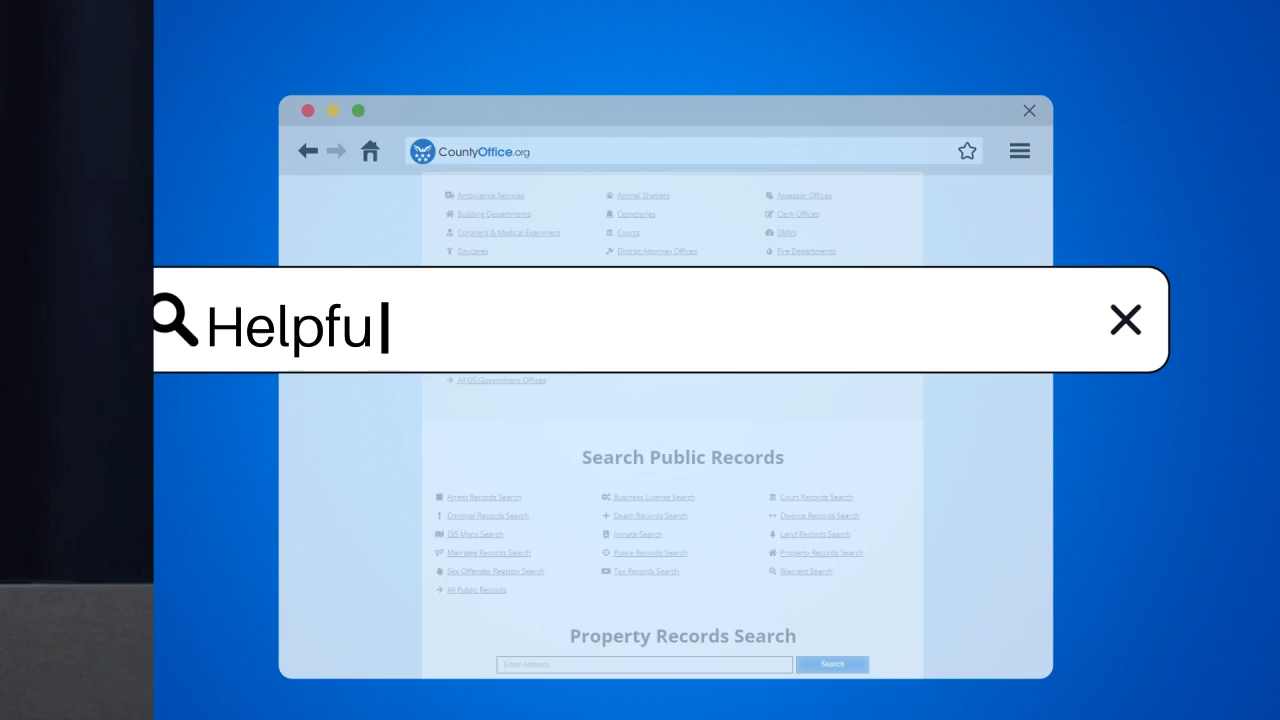 CountyOffice.org
Ambulance Services Animal Shelters Assessor Offices
Building Departments Cemeteries Clerk Offices
Coroners & Medical Examiners Courts DMVs
Daycares District Attorney Offices Fire Departments
Helpfu
All US Government Offices
Search Public Records
Arrest Records Search Business License Search Court Records Search
Criminal Records Search Death Records Search Divorce Records Search
GIS Maps Search Inmate Search Land Records Search
Marriage Records Search Police Records Search Property Records Search
Sex Offender Registry Search Tax Records Search Warrant Search
All Public Records
Property Records Search
Enter Address Search